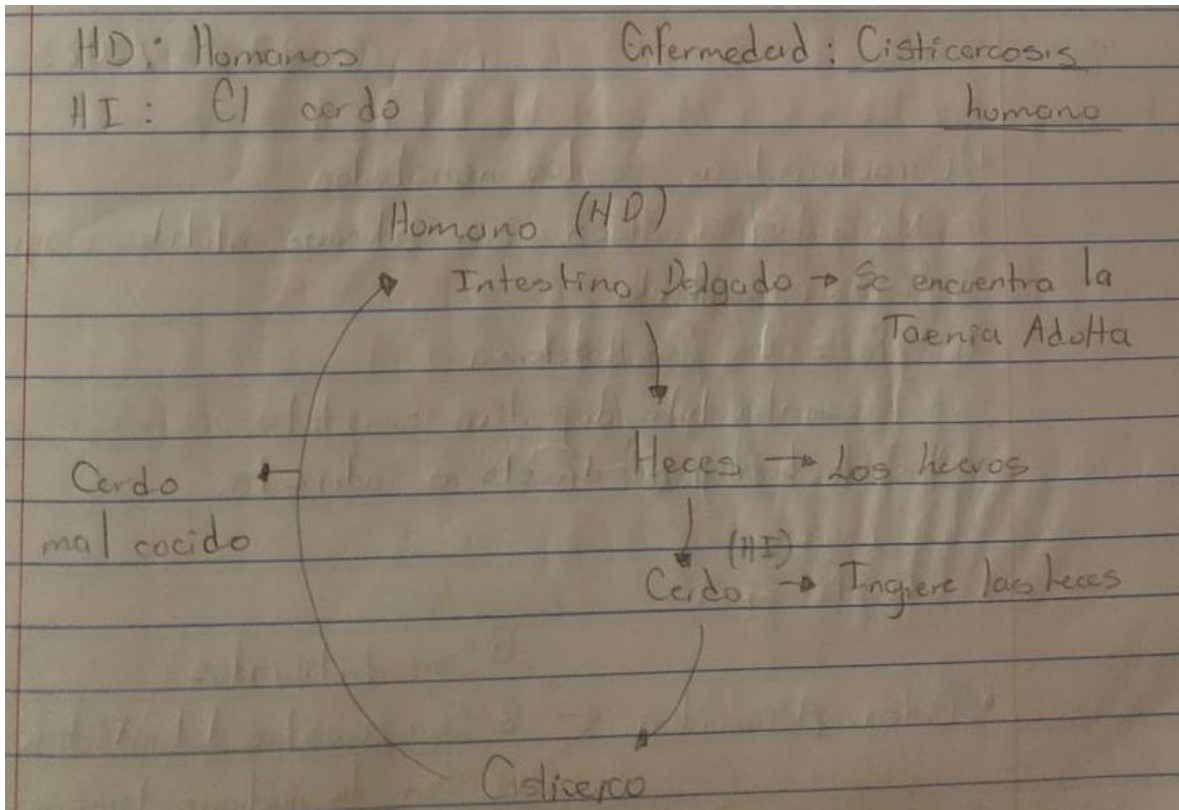 HD: Humanos
Enfermedad: Cisticercosis
HI: El cerdo
humano
Humano (HD)
Intestino Delgado → Se encuentra la
Taenia Adulta
Heces → Los huevos
Cerdo
mal cocido
(HI)
Cerdo → Ingiere las heces
Cisticerco